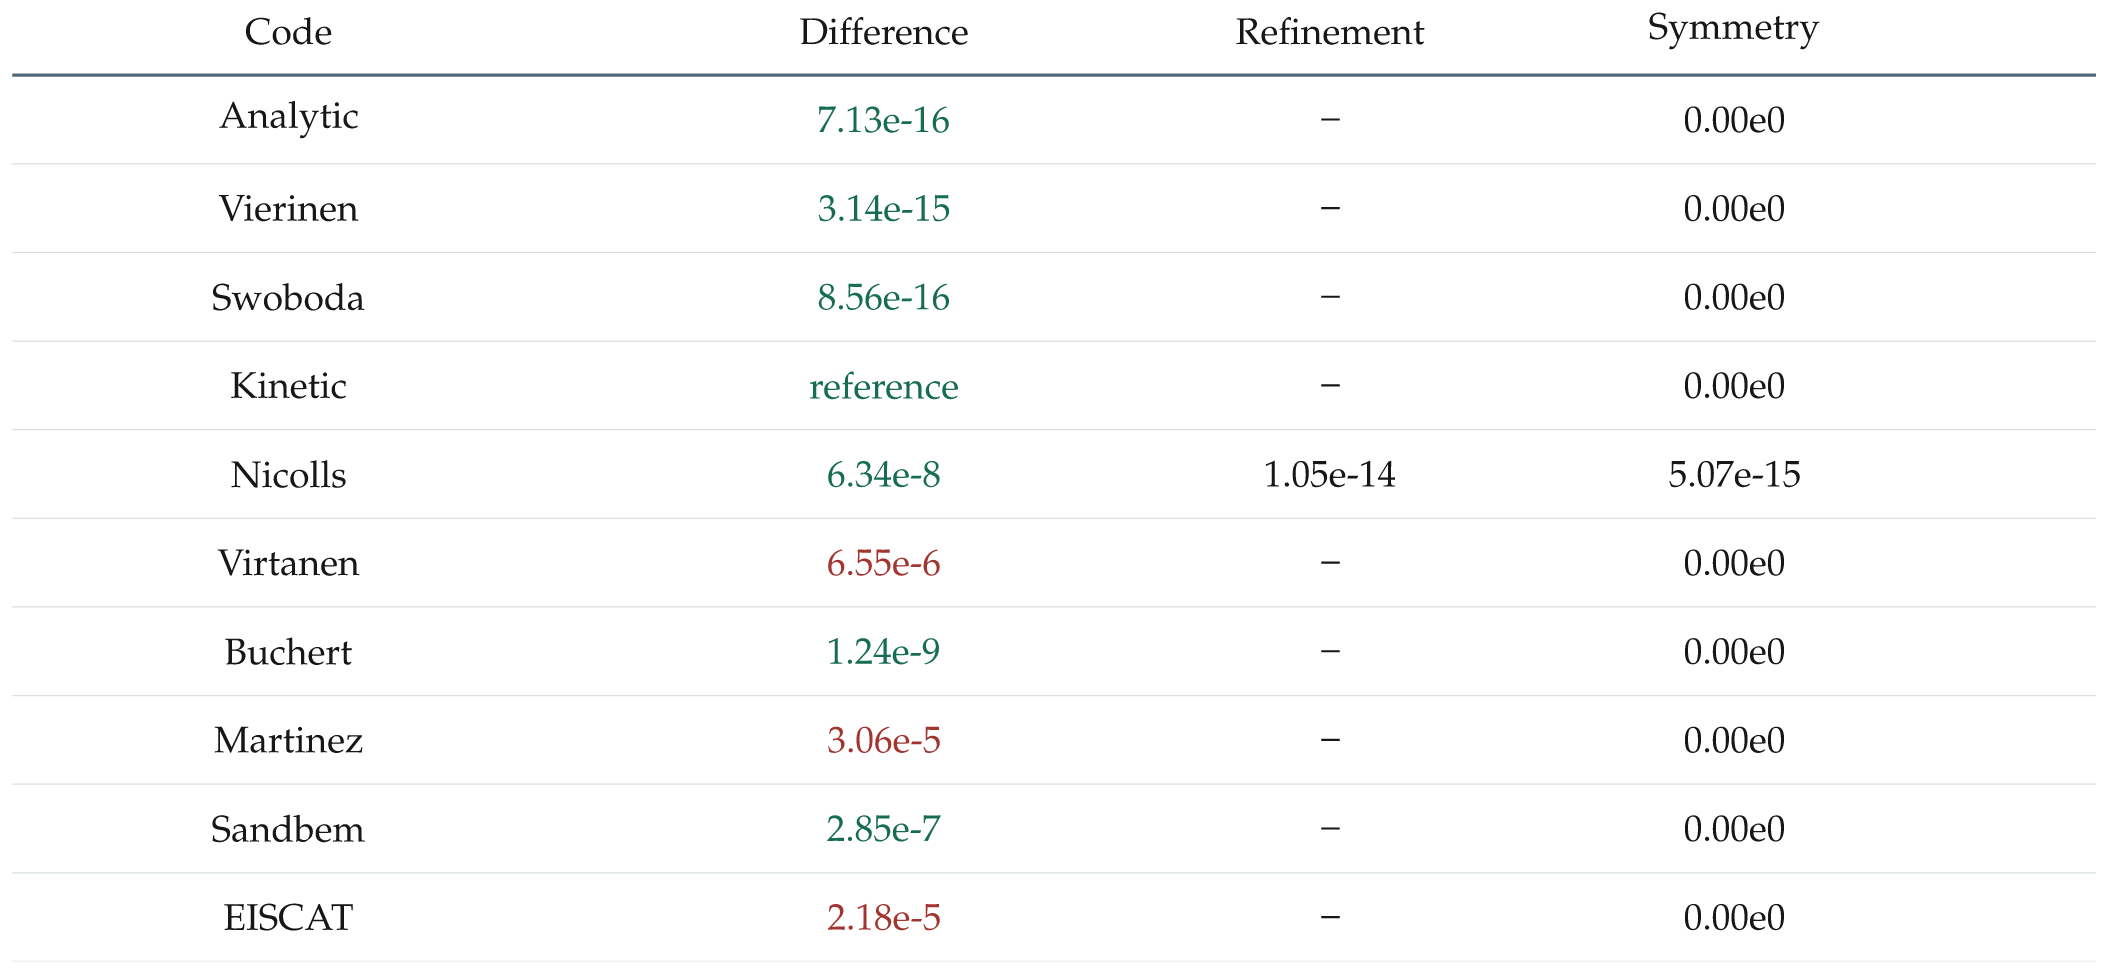 Code Difference Refinement Symmetry
Analytic 7.13e-16 – 0.00e0
Vierinen 3.14e-15 – 0.00e0
Swoboda 8.56e-16 – 0.00e0
Kinetic reference – 0.00e0
Nicolls 6.34e-8 1.05e-14 5.07e-15
Virtanen 6.55e-6 – 0.00e0
Buchert 1.24e-9 – 0.00e0
Martinez 3.06e-5 – 0.00e0
Sandbem 2.85e-7 – 0.00e0
EISCAT 2.18e-5 – 0.00e0